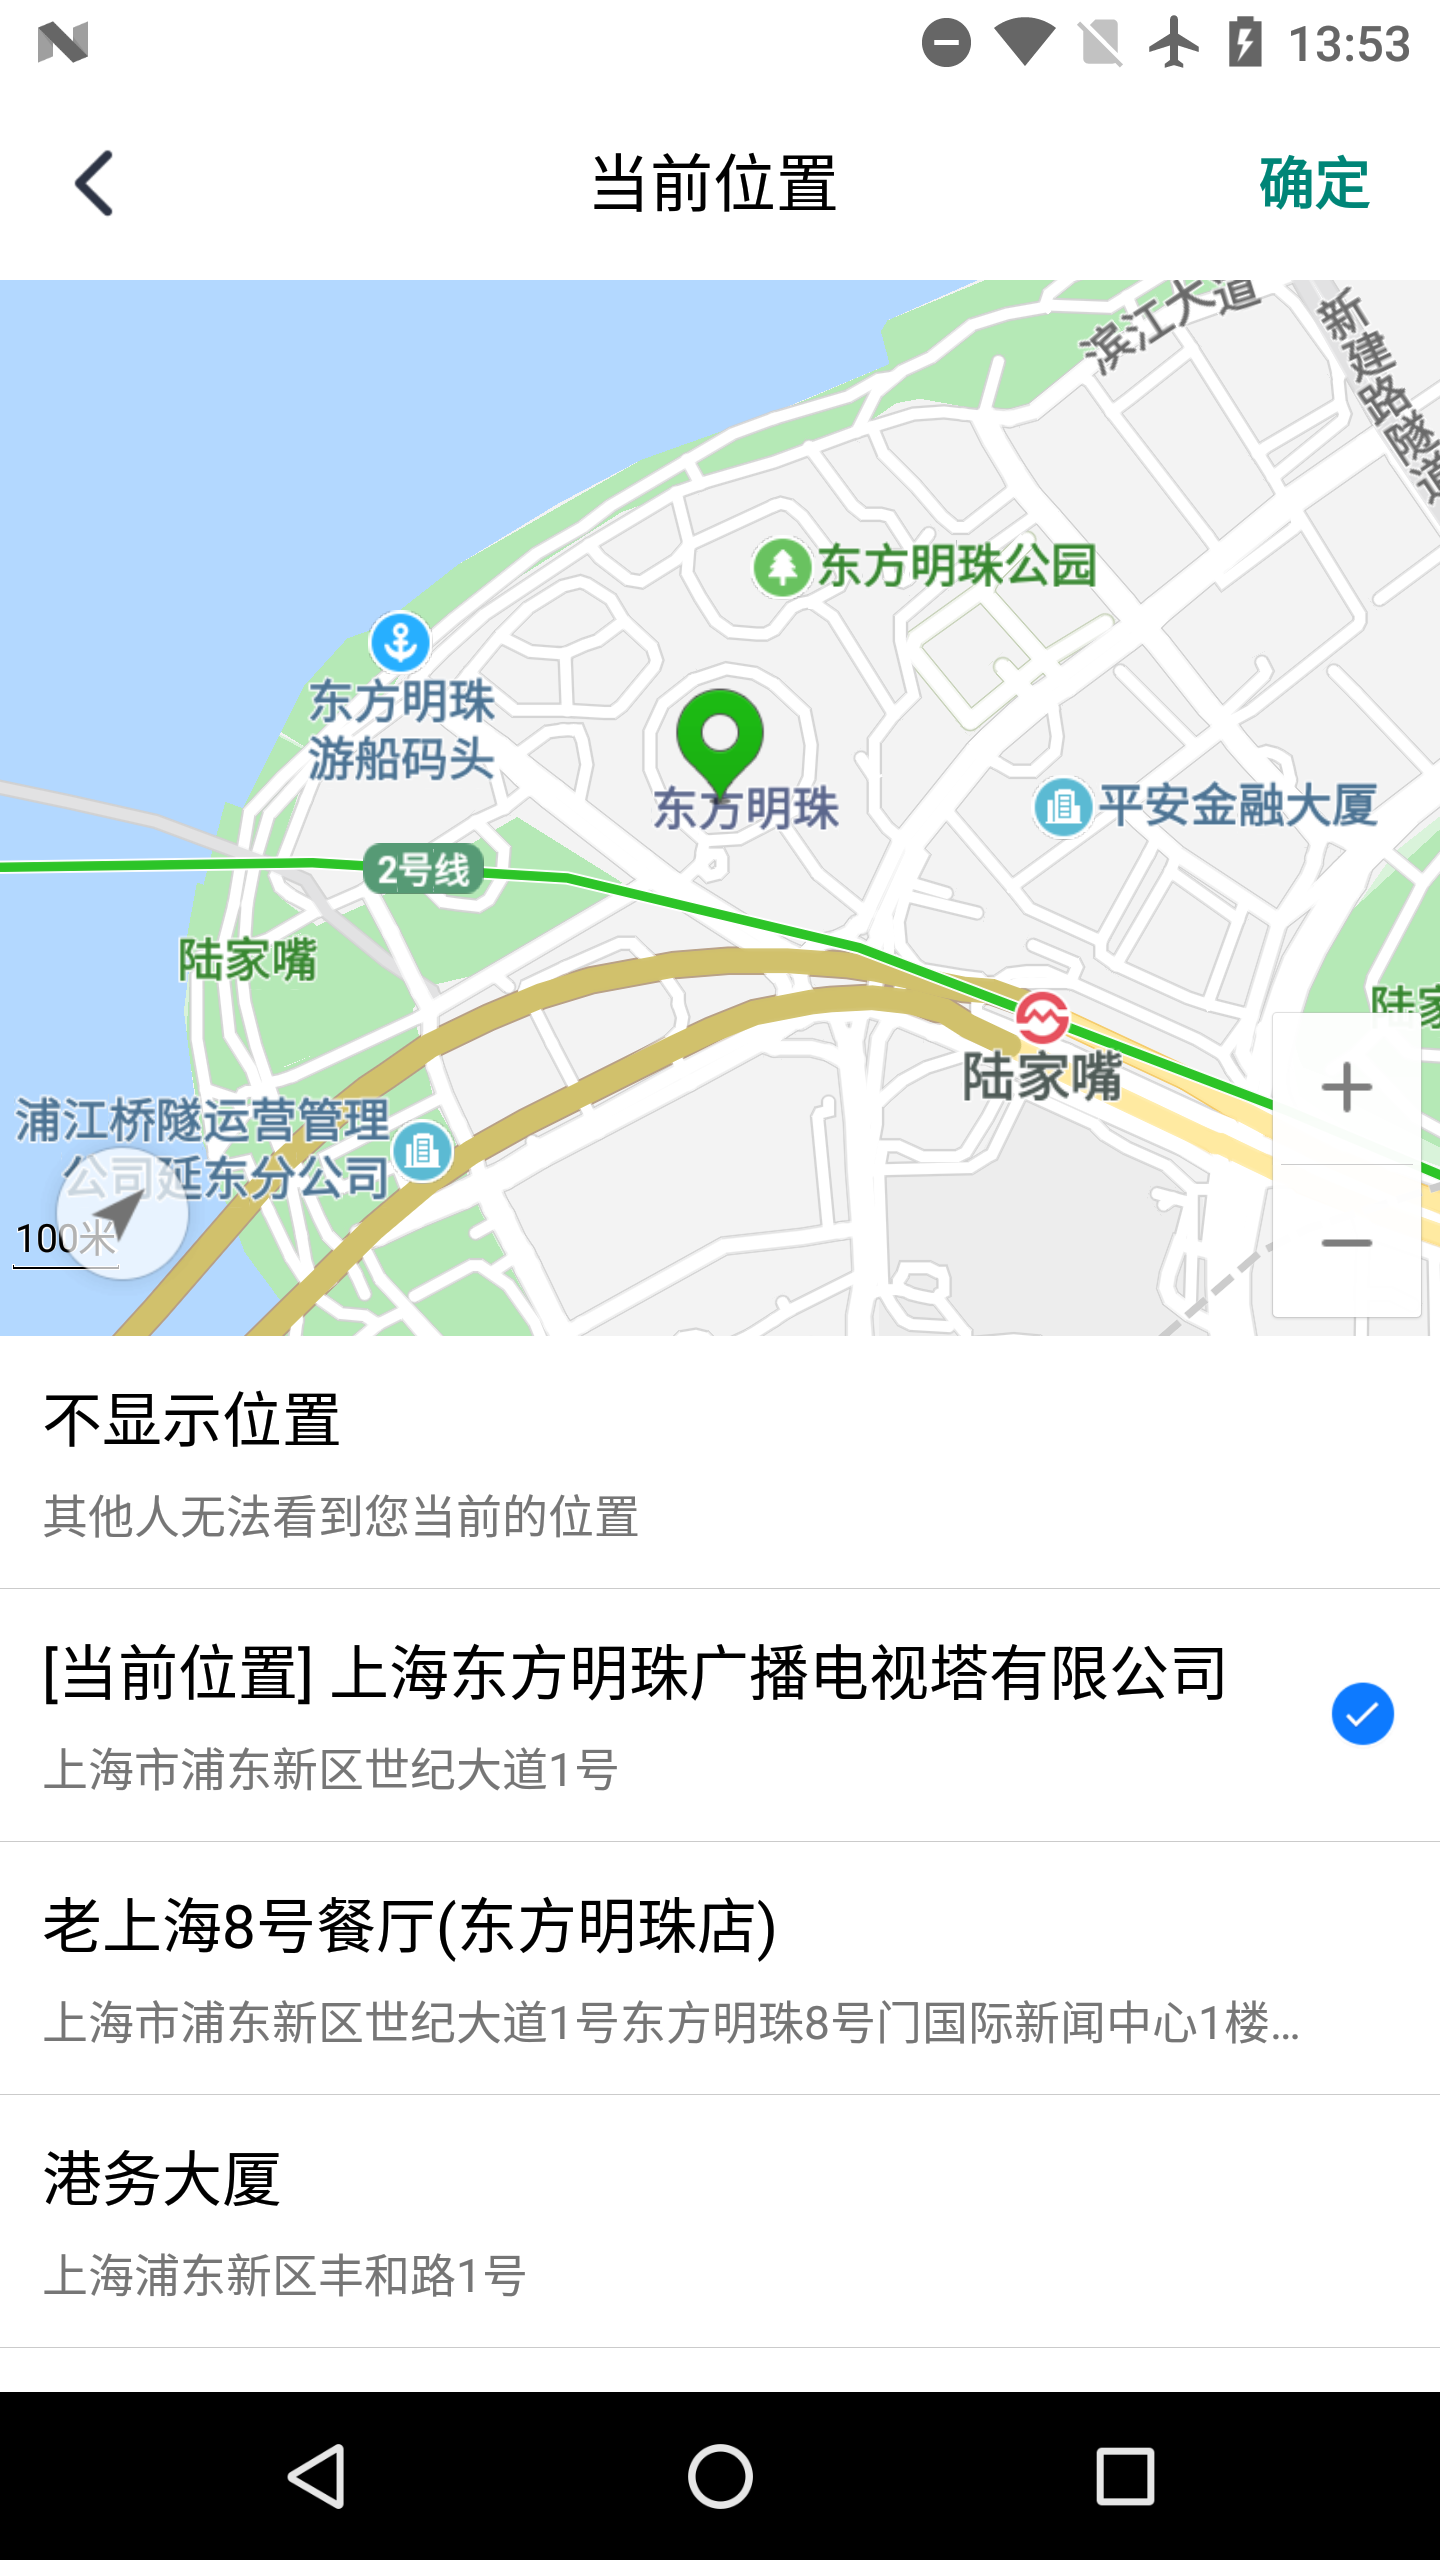 13:53
当前位置
确定
滨江大道
新建路隧道
东方明珠公园
东方明珠
游船码头
东方明珠
平安金融大厦
2号线
陆家嘴
陆家
陆家嘴
浦江桥隧运营管理
公司延东分公司
100米
不显示位置
其他人无法看到您当前的位置
[当前位置] 上海东方明珠广播电视塔有限公司
上海市浦东新区世纪大道1号
老上海8号餐厅(东方明珠店)
上海市浦东新区世纪大道1号东方明珠8号门国际新闻中心1楼...
港务大厦
上海浦东新区丰和路1号